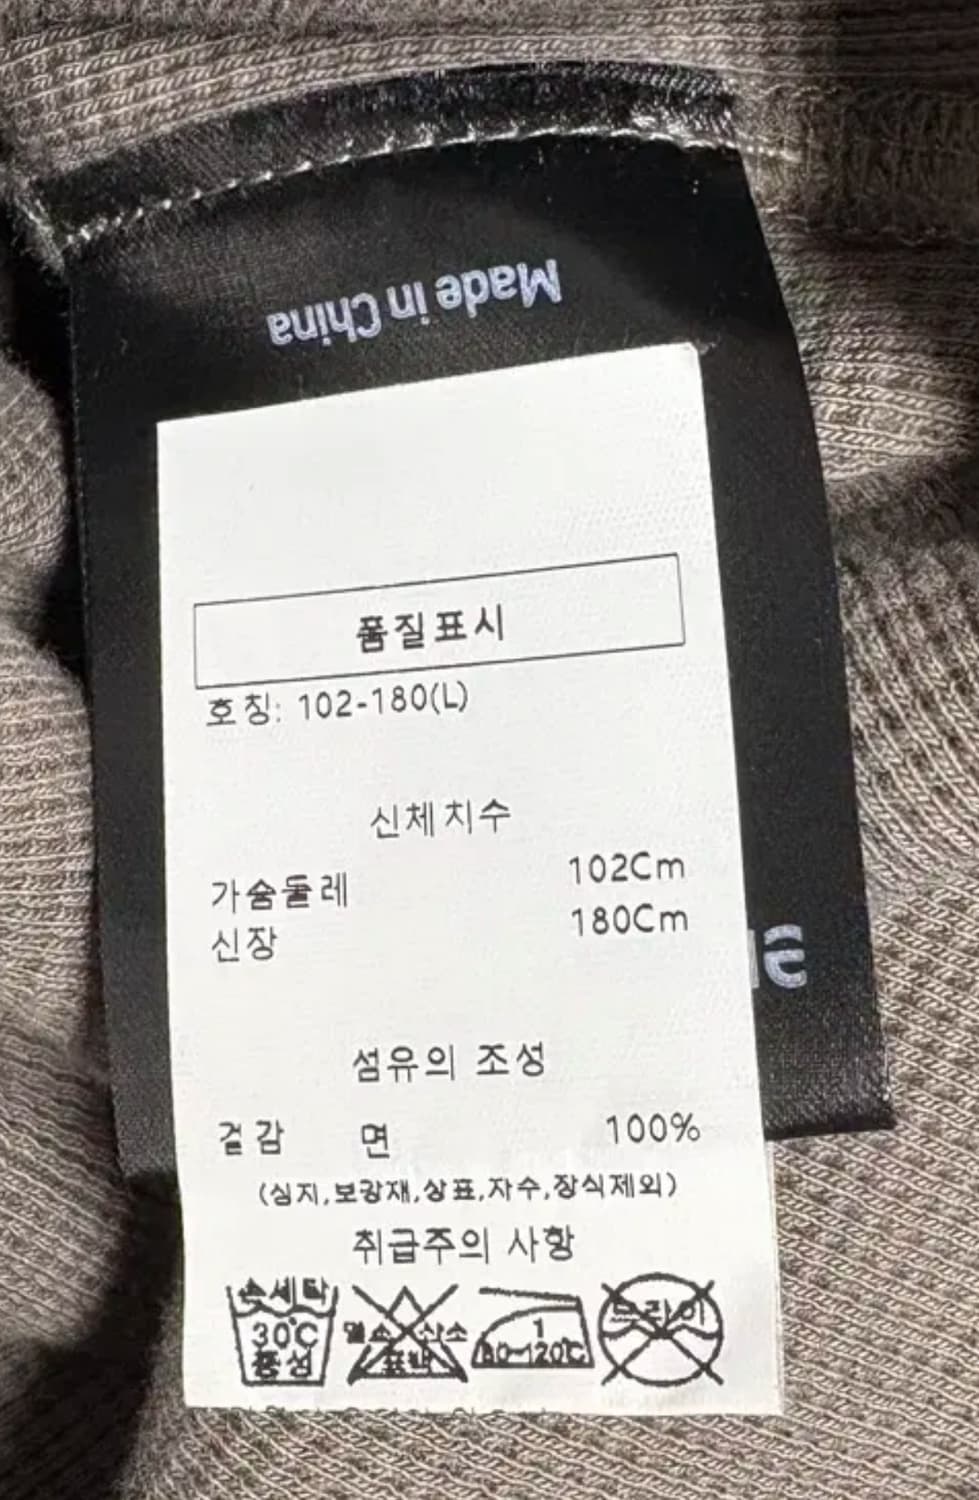 Made in China
품질표시
호칭: 102-180(L)
신체치수
가슴둘레 102Cm
신장 180Cm
섬유의 조성
겉감 면 100%
(심지,보강재,상표,자수,장식제외)
취급주의 사항
손세탁
30℃
중성
염소 산소
표백
1
80~120℃
드라이